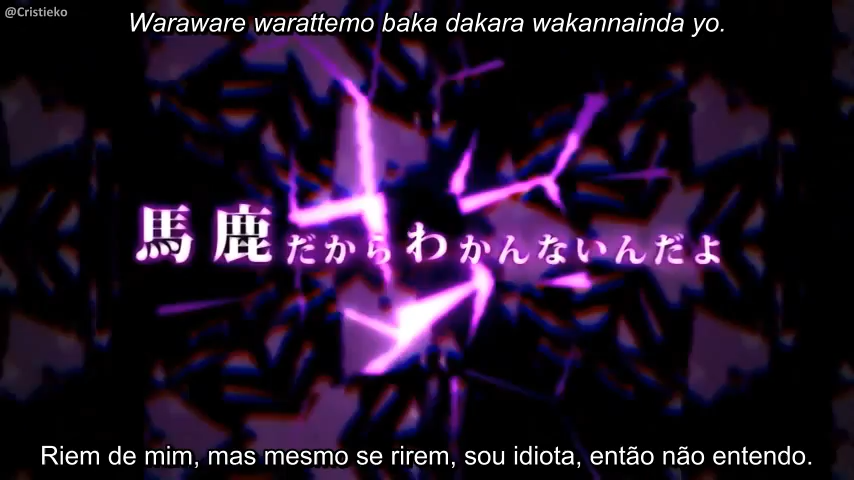 @Cristieko
Waraware warattemo baka dakara wakannainda yo.
馬鹿だからわかんないんだよ
Riem de mim, mas mesmo se rirem, sou idiota, então não entendo.